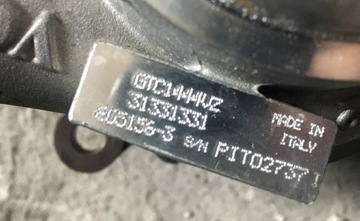 GTC1444VZ
31331331
803156-3 S/N PIT02737
MADE IN
ITALY